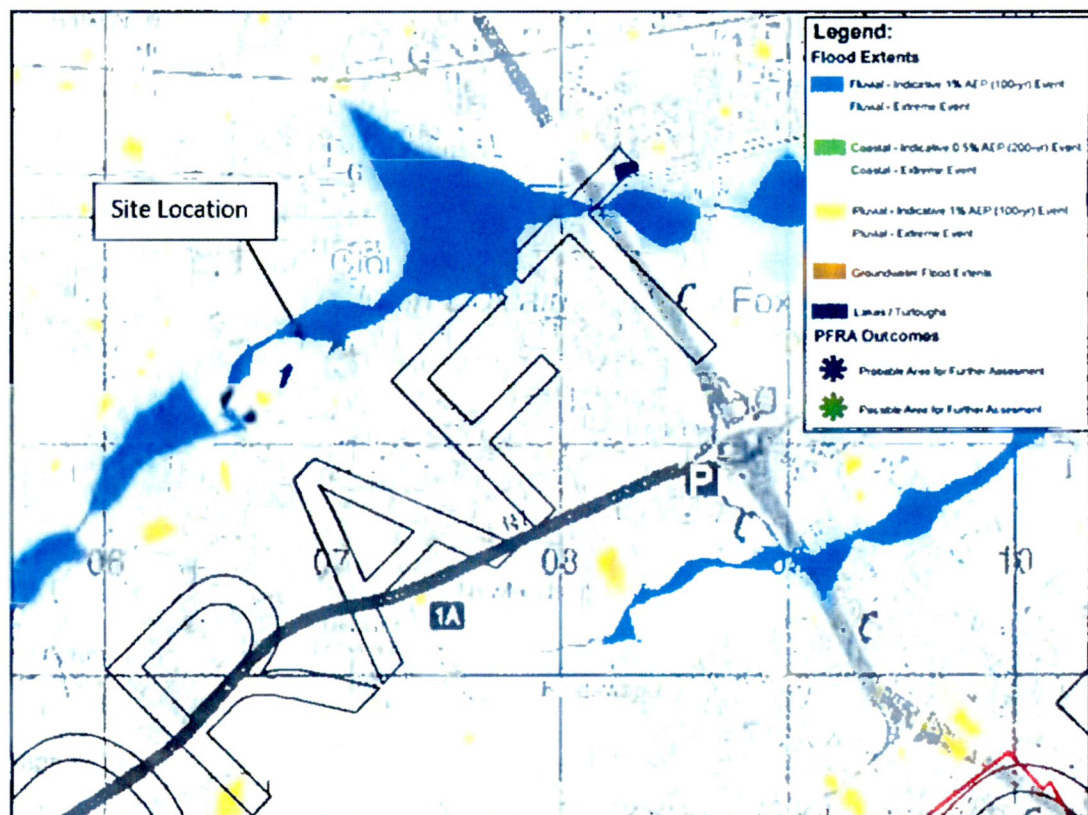 Legend:
Flood Extents
Fluvial - Indicative 1% AEP (100-yr) Event
Fluvial - Extreme Event
Coastal - Indicative 0.5% AEP (200-yr) Event
Coastal - Extreme Event
Pluvial - Indicative 1% AEP (100-yr) Event
Pluvial - Extreme Event
Groundwater Flood Extents
Lakes / Turloughs
PFRA Outcomes
Probable Area for Further Assesment
Possible Area for Further Assesment
Site Location
Fox
P
06
07
08
10
1A
DRAFT